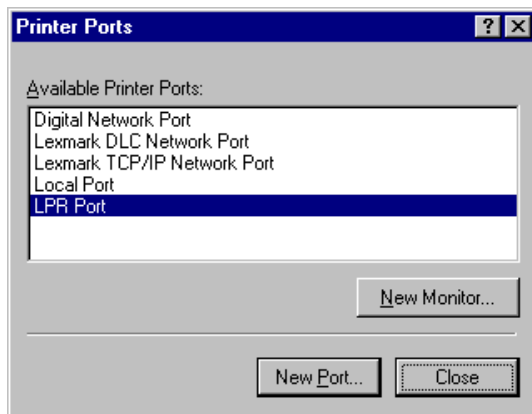 Printer Ports
Available Printer Ports:
Digital Network Port
Lexmark DLC Network Port
Lexmark TCP/IP Network Port
Local Port
LPR Port
New Monitor...
New Port...
Close